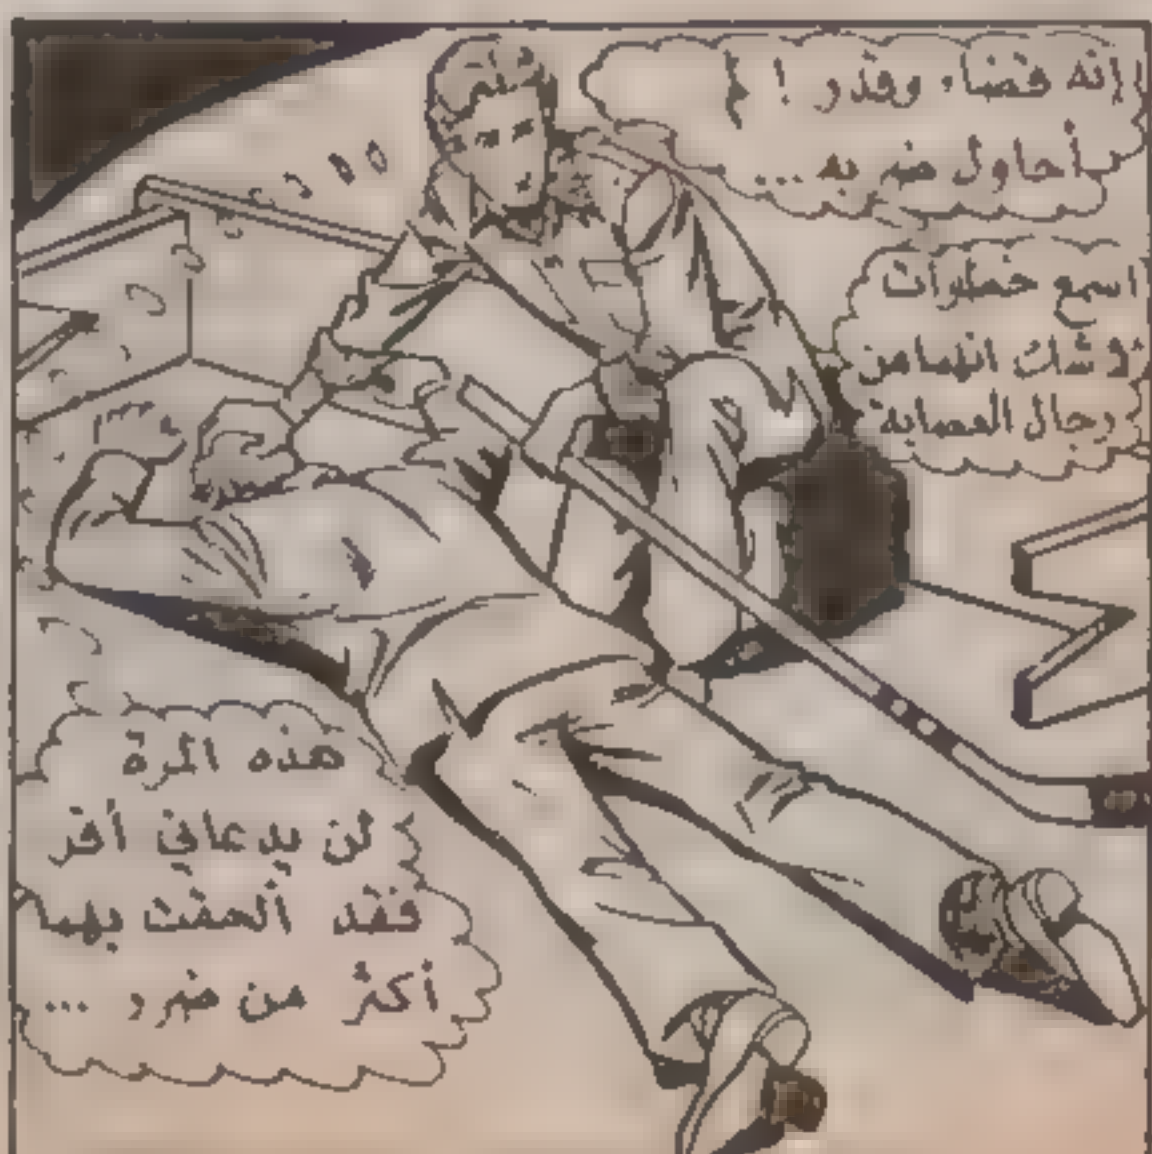 إنه قضاء وقدر !
أحاول ضربه ...
اسمع خطوات
لا شك انهما من
رجال العصابة
هذه المرة
لن يدعاني أفر
فقد ألحقت بهما
أكثر من ضرر ...